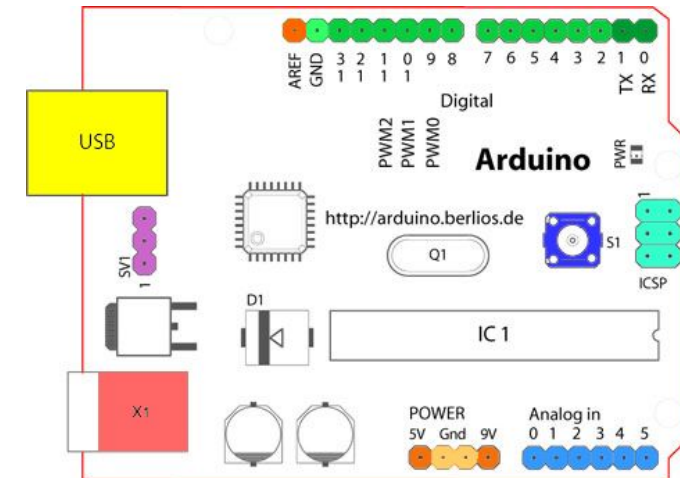 AREF GND 13 12 11 10 9 8 7 6 5 4 3 2 1 0
TX RX
Digital
USB
PWM2 PWM1 PWM0
Arduino
PWR
http://arduino.berlios.de
1
S1
Q1
SV1
1
ICSP
D1
IC 1
X1
POWER
Analog in
5V Gnd 9V
0 1 2 3 4 5